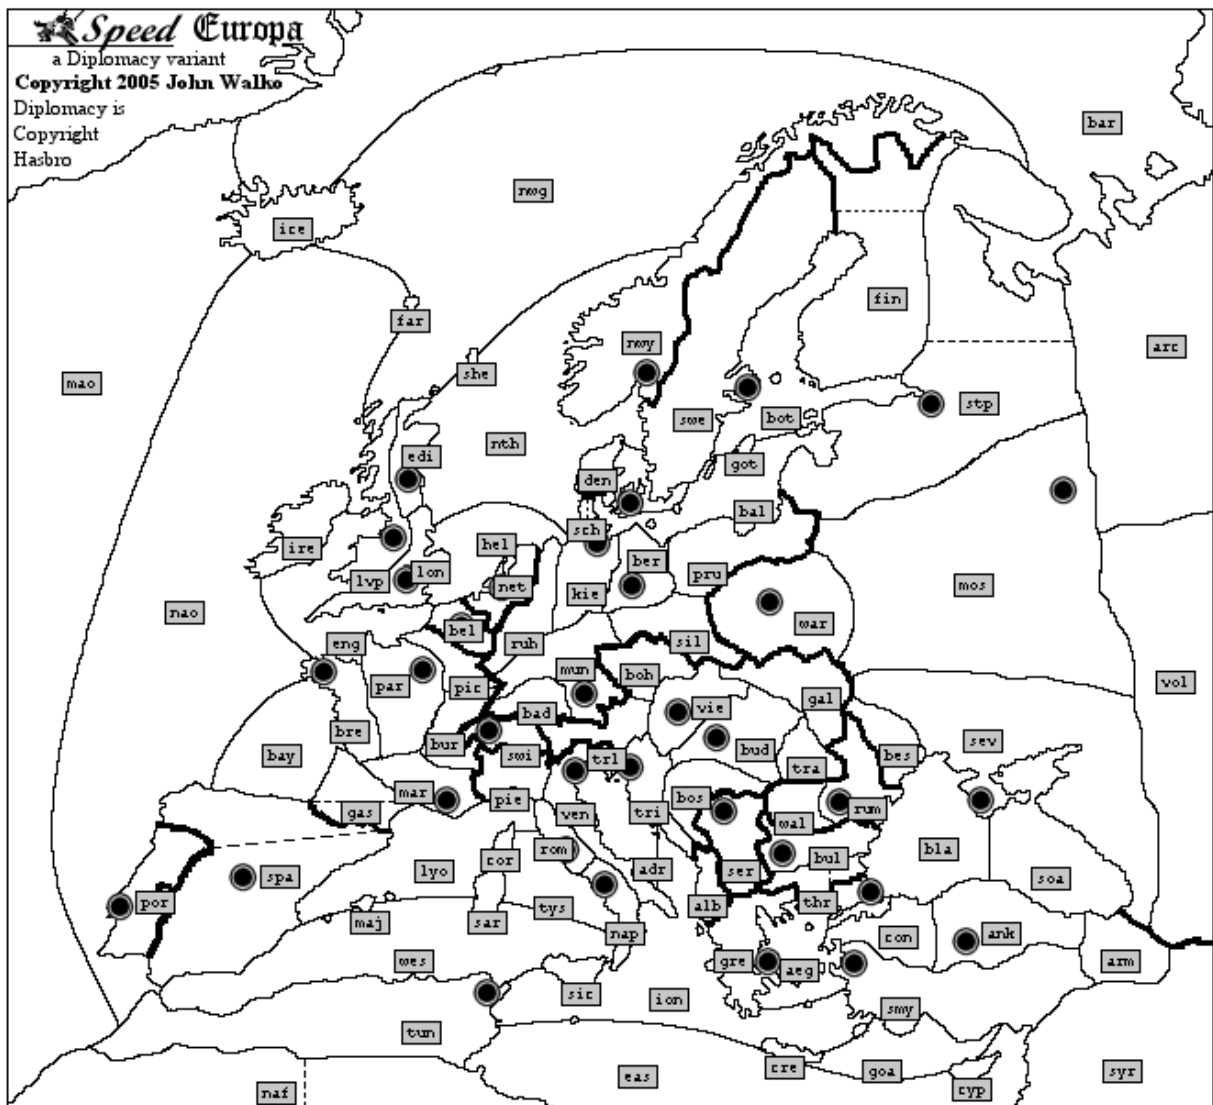 Speed Europa
a Diplomacy variant
Copyright 2005 John Walko
Diplomacy is
Copyright
Hasbro
bar
nwg
ice
fin
far
nwy
arc
she
mao
stp
swe
bot
nth
edi
got
den
bal
sch
hel
ire
ber
lvp
lon
net
pru
kie
mos
nao
war
bel
eng
ruh
sil
mun
boh
par
pic
vol
gal
vie
bad
bre
bur
sev
bay
bud
swi
trl
bes
tra
mar
bos
pie
gas
ven
tri
wal
rum
rom
bla
cor
bul
lyo
adr
ser
spa
soa
por
thr
alb
tys
maj
sar
nap
con
ank
wes
gre
aeg
arm
sic
ion
smy
tun
cre
goa
syr
eas
naf
cyp